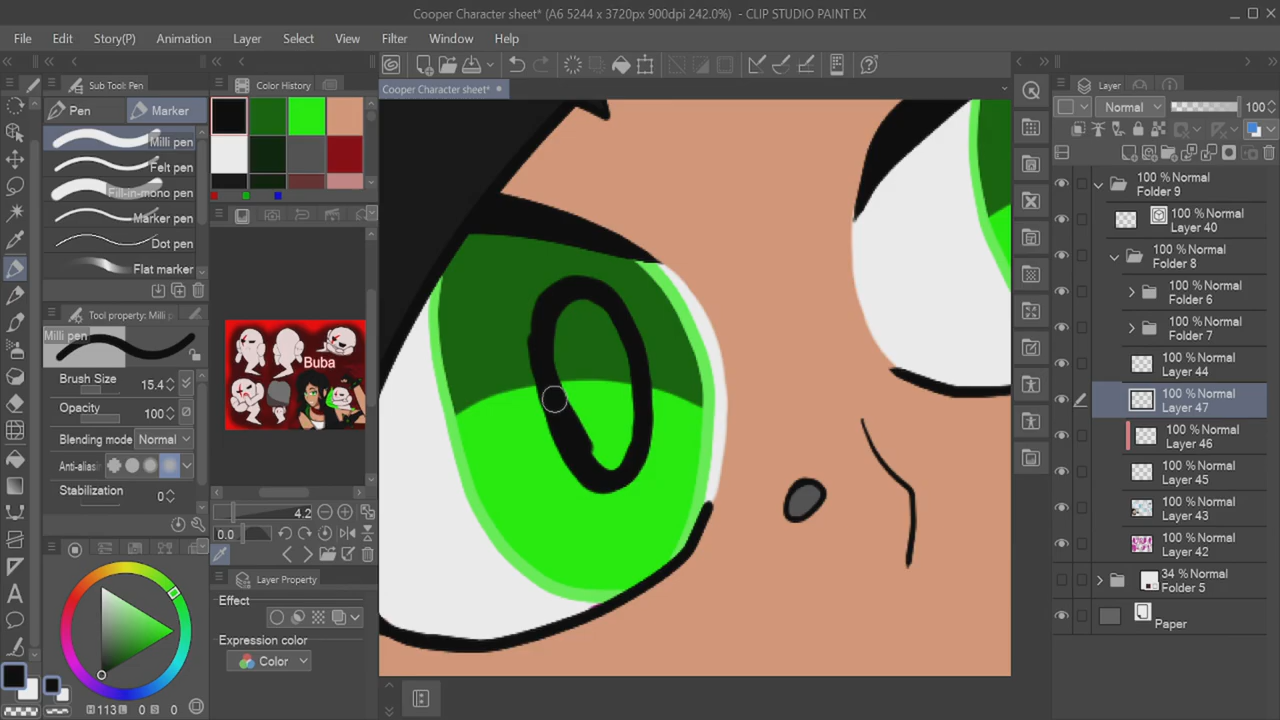 Cooper Character sheet* (A6 5244 x 3720px 900dpi 242.0%) - CLIP STUDIO PAINT EX
File Edit Story(P) Animation Layer Select View Filter Window Help
Sub Tool: Pen
Pen Marker
Milli pen
Felt pen
Fill-in-mono pen
Marker pen
Dot pen
Flat marker
Tool property: Milli p
Milli pen
Brush Size 15.4
Opacity 100
Blending mode Normal
Anti-alias
Stabilization 0
H 113 L 0 S 0
Color History
Buba
4.2
0.0
Layer Property
Effect
Expression color
Color
Cooper Character sheet*
Layer
Normal 100
100 % Normal
Folder 9
100 % Normal
Layer 40
100 % Normal
Folder 8
100 % Normal
Folder 6
100 % Normal
Folder 7
100 % Normal
Layer 44
100 % Normal
Layer 47
100 % Normal
Layer 46
100 % Normal
Layer 45
100 % Normal
Layer 43
100 % Normal
Layer 42
34 % Normal
Folder 5
Paper